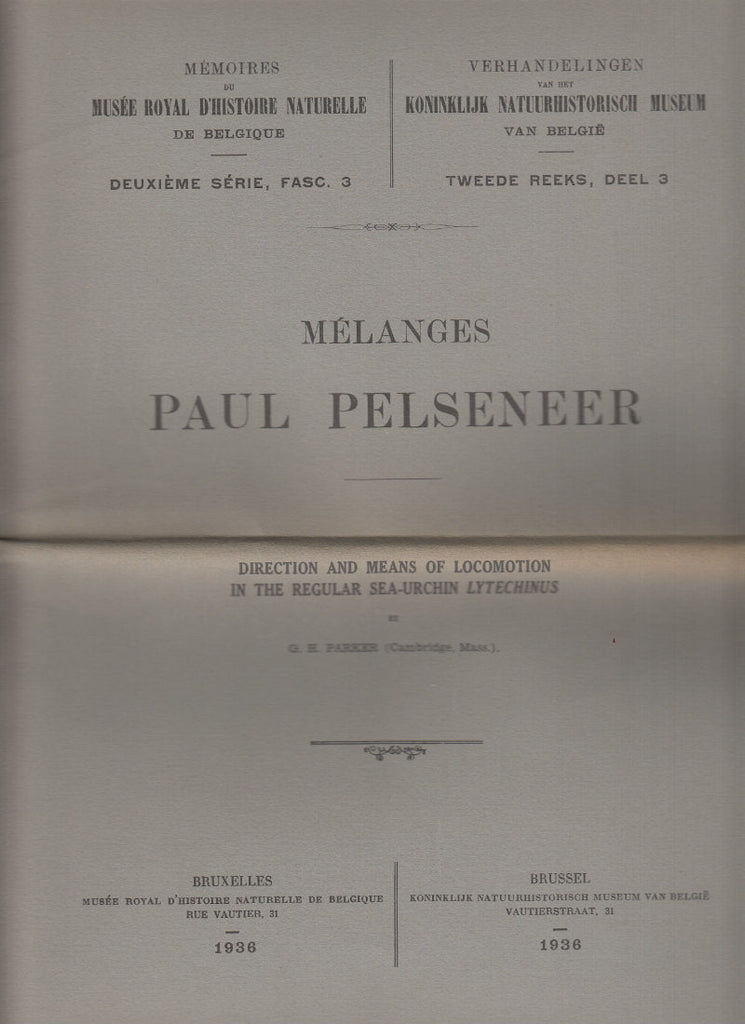 MÉMOIRES
DU
MUSÉE ROYAL D'HISTOIRE NATURELLE
DE BELGIQUE
DEUXIÈME SÉRIE, FASC. 3
VERHANDELINGEN
VAN HET
KONINKLIJK NATUURHISTORISCH MUSEUM
VAN BELGIË
TWEEDE REEKS, DEEL 3
MÉLANGES
PAUL PELSENEER
DIRECTION AND MEANS OF LOCOMOTION
IN THE REGULAR SEA-URCHIN LYTECHINUS
G. H. PARKER (Cambridge, Mass.).
BRUXELLES
MUSÉE ROYAL D'HISTOIRE NATURELLE DE BELGIQUE
RUE VAUTIER, 31
1936
BRUSSEL
KONINKLIJK NATUURHISTORISCH MUSEUM VAN BELGIË
VAUTIERSTRAAT, 31
1936